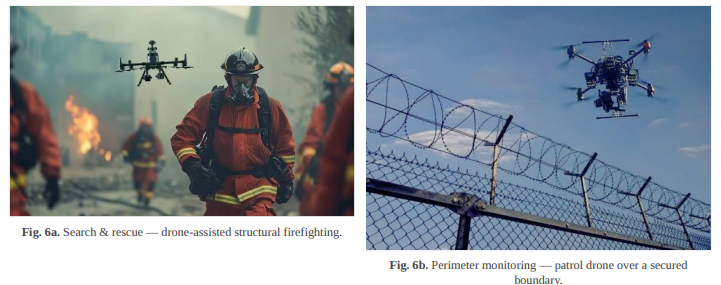 Fig. 6a. Search & rescue — drone-assisted structural firefighting.
Fig. 6b. Perimeter monitoring — patrol drone over a secured
boundary.